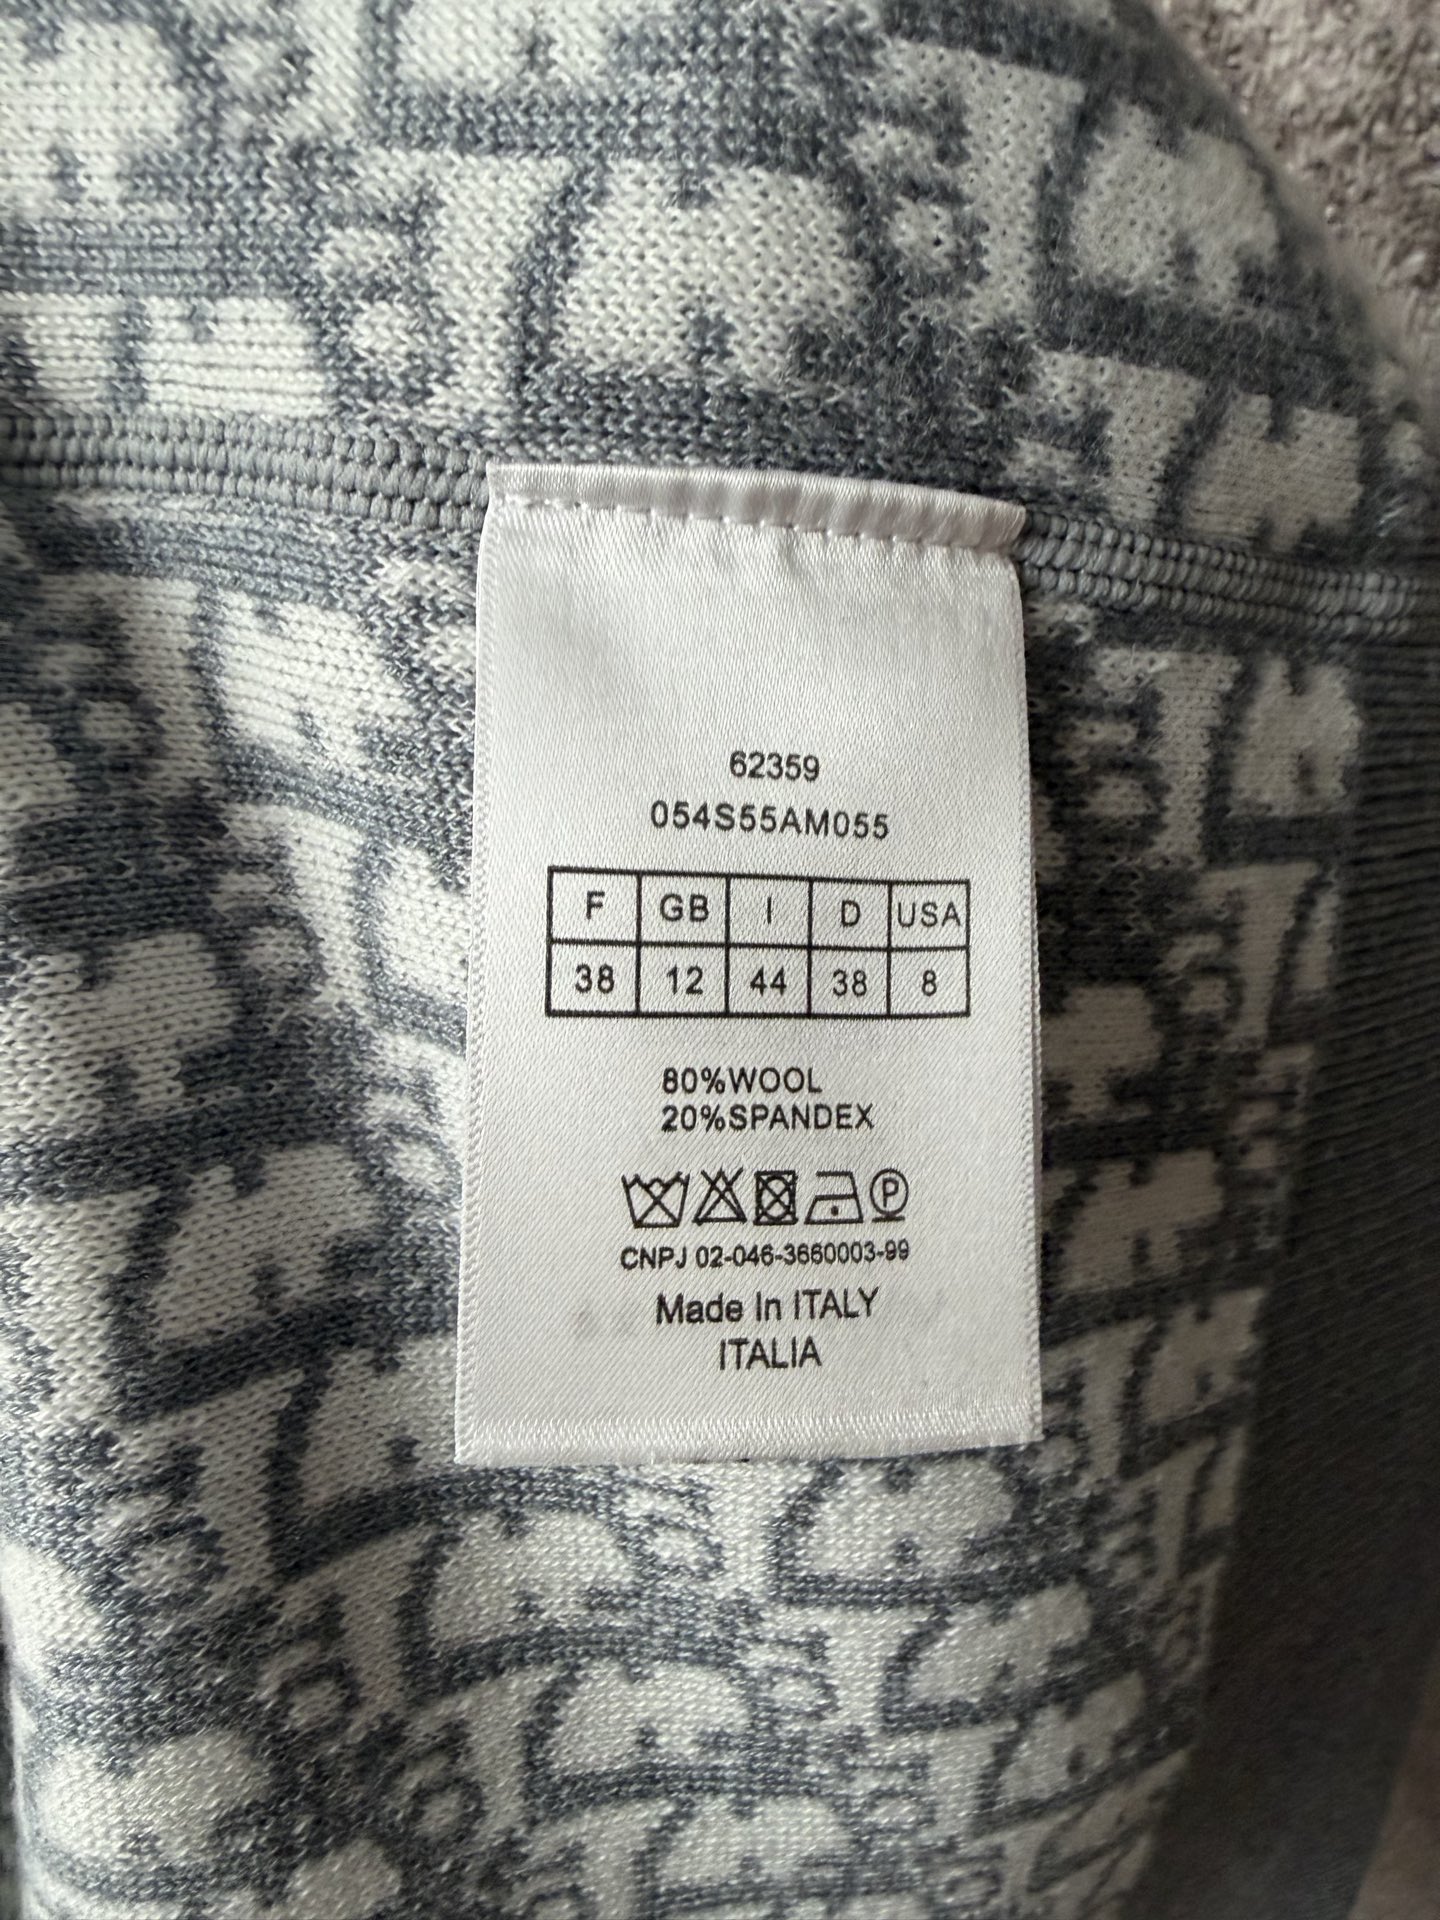 62359
054S55AM055
F GB I D USA
38 12 44 38 8
80%WOOL
20%SPANDEX
P
CNPJ 02-046-3660003-99
Made In ITALY
ITALIA